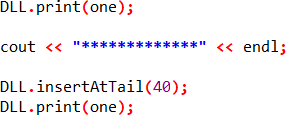 DLL.print(one);
cout << "*************" << endl;
DLL.insertAtTail(40);
DLL.print(one);